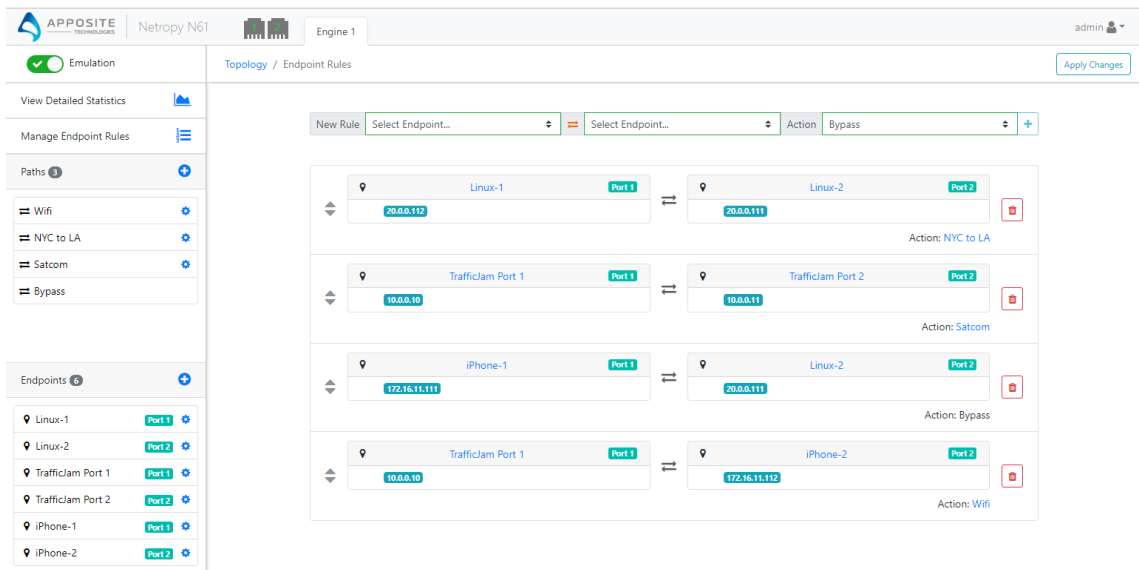 APPOSITE
TECHNOLOGIES
Netropy N61
1 2
Engine 1
admin
Emulation
Topology / Endpoint Rules
Apply Changes
View Detailed Statistics
Manage Endpoint Rules
Paths 3
Wifi
NYC to LA
Satcom
Bypass
Endpoints 6
Linux-1 Port 1
Linux-2 Port 2
TrafficJam Port 1 Port 1
TrafficJam Port 2 Port 2
iPhone-1 Port 1
iPhone-2 Port 2
New Rule Select Endpoint... Select Endpoint... Action Bypass
Linux-1 Port 1 Linux-2 Port 2
20.0.0.112 20.0.0.111
Action: NYC to LA
TrafficJam Port 1 Port 1 TrafficJam Port 2 Port 2
10.0.0.10 10.0.0.11
Action: Satcom
iPhone-1 Port 1 Linux-2 Port 2
172.16.11.111 20.0.0.111
Action: Bypass
TrafficJam Port 1 Port 1 iPhone-2 Port 2
10.0.0.10 172.16.11.112
Action: Wifi